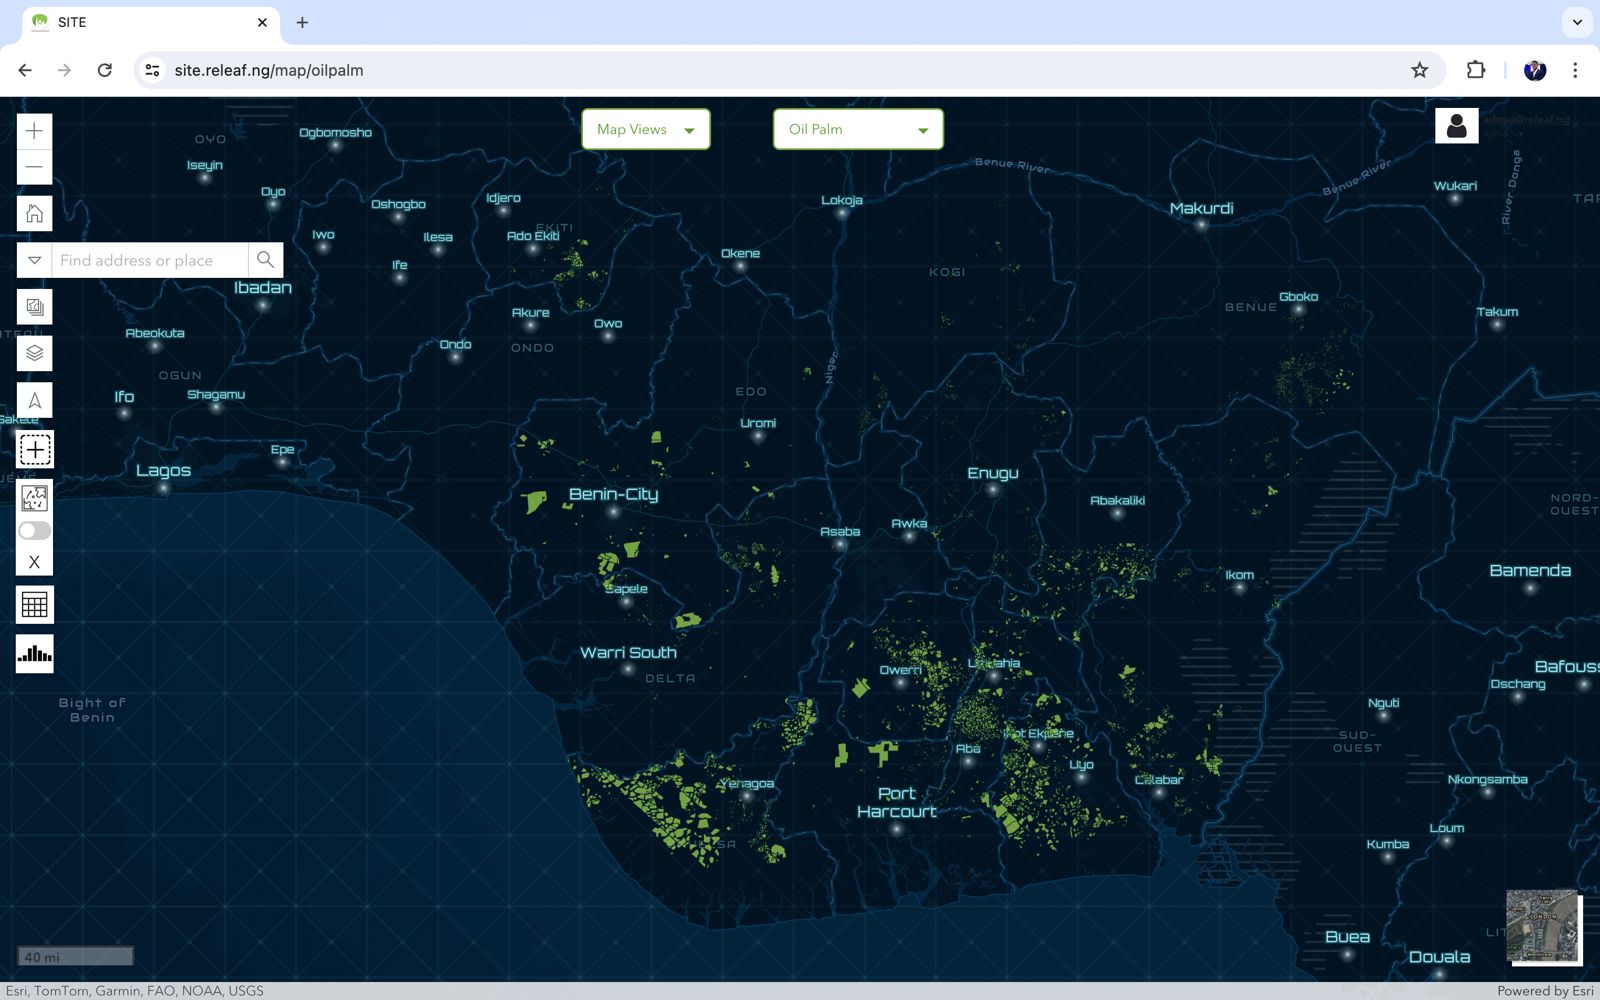 SITE
site.releaf.ng/map/oilpalm
Map Views
Oil Palm
admin@releaf.ng
Find address or place
OYO
Ogbomosho
Iseyin
Oyo
Oshogbo
Idjero
EKITI
Iwo
Ilesa
Ado Ekiti
Ife
Ibadan
Okene
Lokoja
Benue River
Benue River
Makurdi
Wukari
River Donga
KOGI
Akure
Owo
Abeokuta
Ondo
ONDO
BENUE
Gboko
Takum
OGUN
Ifo
Shagamu
Niger
EDO
Uromi
Epe
Lagos
Benin-City
Enugu
Abakaliki
NORD-
OUEST
Asaba
Awka
Sapele
Ikom
Bamenda
X
Warri South
DELTA
Owerri
Umuahia
Bafouss
Dschang
Bight of
Benin
Nguti
SUD-
OUEST
Aba
Uyo
Calabar
Yenagoa
Port
Harcourt
Nkongsamba
Loum
Kumba
Buea
Douala
LONDON
40 mi
Esri, TomTom, Garmin, FAO, NOAA, USGS
Powered by Esri